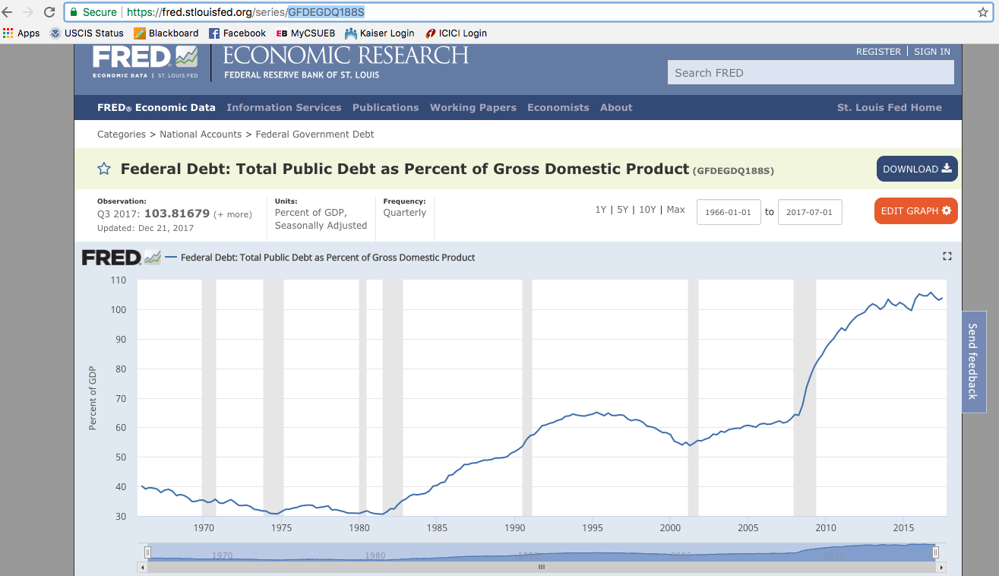 Secure https://fred.stlouisfed.org/series/GFDEGDQ188S
Apps USCIS Status Blackboard Facebook EB MyCSUEB Kaiser Login ICICI Login
FRED® ECONOMIC RESEARCH
ECONOMIC DATA | ST. LOUIS FED FEDERAL RESERVE BANK OF ST. LOUIS
REGISTER | SIGN IN
Search FRED
FRED® Economic Data Information Services Publications Working Papers Economists About St. Louis Fed Home
Categories > National Accounts > Federal Government Debt
Federal Debt: Total Public Debt as Percent of Gross Domestic Product (GFDEGDQ188S)
DOWNLOAD
Observation:
Q3 2017: 103.81679 (+ more)
Updated: Dec 21, 2017
Units:
Percent of GDP,
Seasonally Adjusted
Frequency:
Quarterly
1Y | 5Y | 10Y | Max 1966-01-01 to 2017-07-01
EDIT GRAPH
FRED Federal Debt: Total Public Debt as Percent of Gross Domestic Product
Percent of GDP
110
100
90
80
70
60
50
40
30
1970 1975 1980 1985 1990 1995 2000 2005 2010 2015
1970 1980 1990 2000 2010
Send feedback